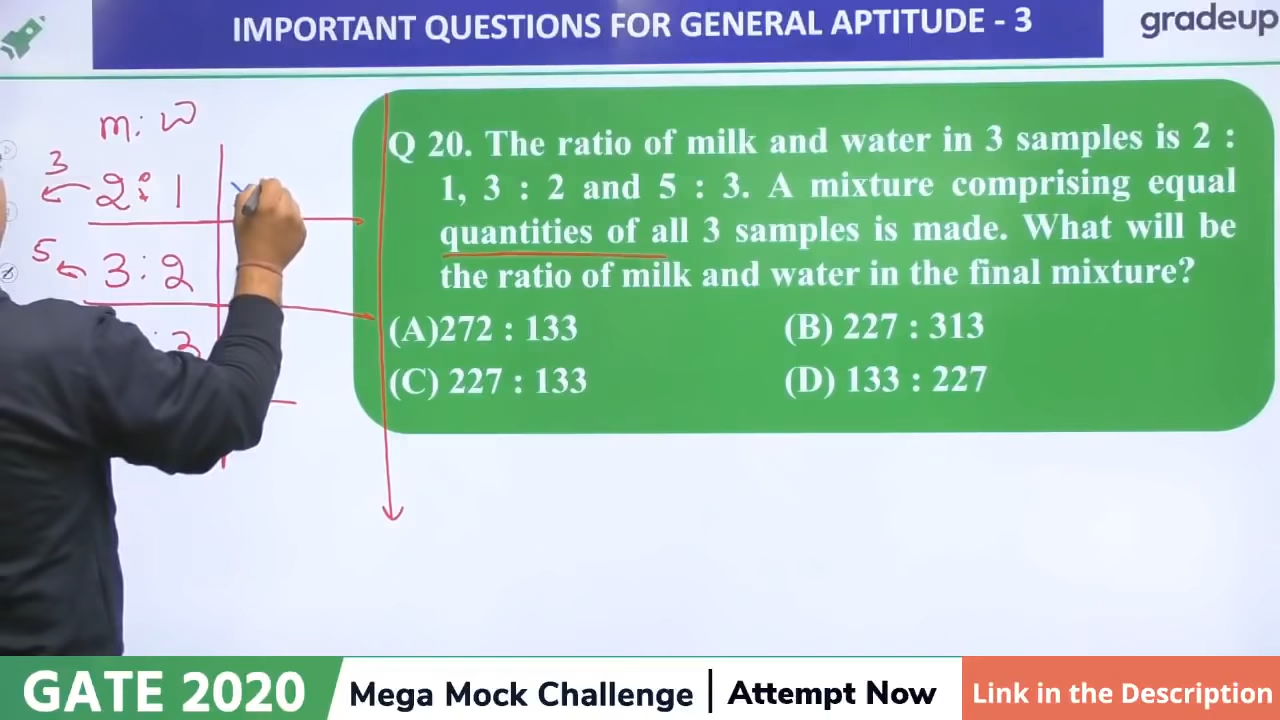 IMPORTANT QUESTIONS FOR GENERAL APTITUDE - 3
gradeup
m : W
3
2 : 1
5
3 : 2
: 3
Q 20. The ratio of milk and water in 3 samples is 2 :
1, 3 : 2 and 5 : 3. A mixture comprising equal
quantities of all 3 samples is made. What will be
the ratio of milk and water in the final mixture?
(A)272 : 133
(B) 227 : 313
(C) 227 : 133
(D) 133 : 227
GATE 2020
Mega Mock Challenge
Attempt Now
Link in the Description